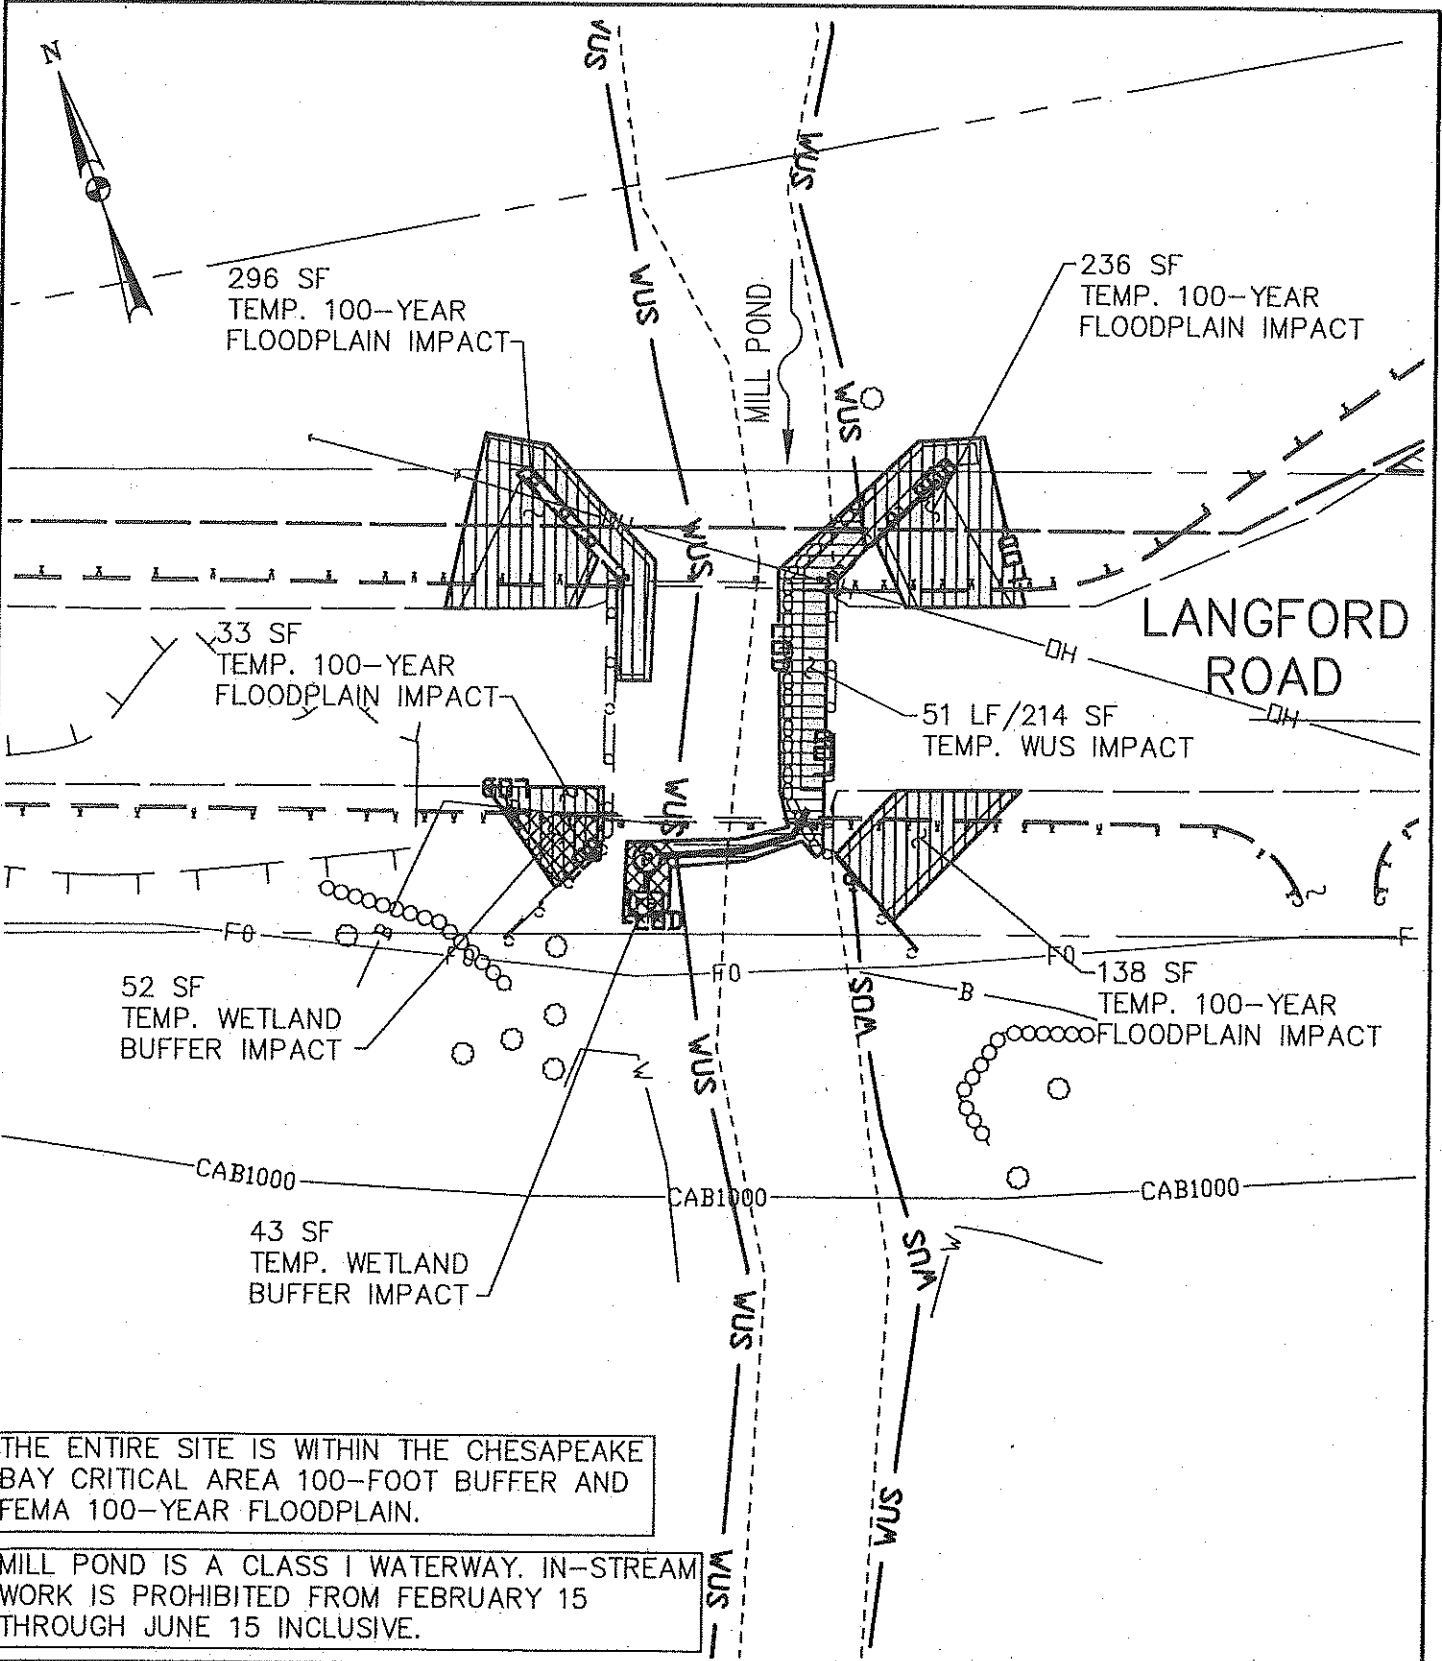 WUS
N
WUS
296 SF
TEMP. 100-YEAR
FLOODPLAIN IMPACT
WUS
MILL POND
236 SF
TEMP. 100-YEAR
FLOODPLAIN IMPACT
WUS
WUS
LANGFORD
ROAD
33 SF
TEMP. 100-YEAR
FLOODPLAIN IMPACT
OH
OH
51 LF/214 SF
TEMP. WUS IMPACT
WUS
FO
FO
FO
F
B
B
52 SF
TEMP. WETLAND
BUFFER IMPACT
138 SF
TEMP. 100-YEAR
FLOODPLAIN IMPACT
WUS
WUS
W
CAB1000
CAB1000
CAB1000
43 SF
TEMP. WETLAND
BUFFER IMPACT
WUS
W
WUS
THE ENTIRE SITE IS WITHIN THE CHESAPEAKE
BAY CRITICAL AREA 100-FOOT BUFFER AND
FEMA 100-YEAR FLOODPLAIN.
WUS
MILL POND IS A CLASS I WATERWAY. IN-STREAM
WORK IS PROHIBITED FROM FEBRUARY 15
THROUGH JUNE 15 INCLUSIVE.
WUS